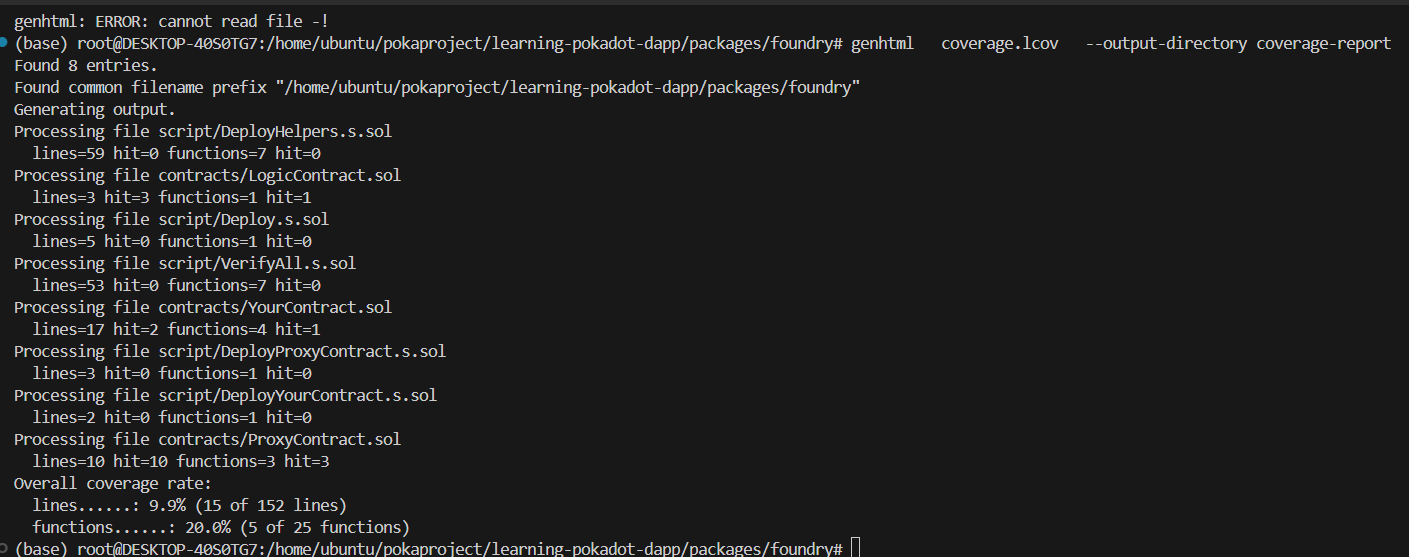 genhtml: ERROR: cannot read file -!
(base) root@DESKTOP-40S0TG7:/home/ubuntu/pokaproject/learning-pokadot-dapp/packages/foundry# genhtml   coverage.lcov   --output-directory coverage-report
Found 8 entries.
Found common filename prefix "/home/ubuntu/pokaproject/learning-pokadot-dapp/packages/foundry"
Generating output.
Processing file script/DeployHelpers.s.sol
  lines=59 hit=0 functions=7 hit=0
Processing file contracts/LogicContract.sol
  lines=3 hit=3 functions=1 hit=1
Processing file script/Deploy.s.sol
  lines=5 hit=0 functions=1 hit=0
Processing file script/VerifyAll.s.sol
  lines=53 hit=0 functions=7 hit=0
Processing file contracts/YourContract.sol
  lines=17 hit=2 functions=4 hit=1
Processing file script/DeployProxyContract.s.sol
  lines=3 hit=0 functions=1 hit=0
Processing file script/DeployYourContract.s.sol
  lines=2 hit=0 functions=1 hit=0
Processing file contracts/ProxyContract.sol
  lines=10 hit=10 functions=3 hit=3
Overall coverage rate:
  lines......: 9.9% (15 of 152 lines)
  functions......: 20.0% (5 of 25 functions)
(base) root@DESKTOP-40S0TG7:/home/ubuntu/pokaproject/learning-pokadot-dapp/packages/foundry#